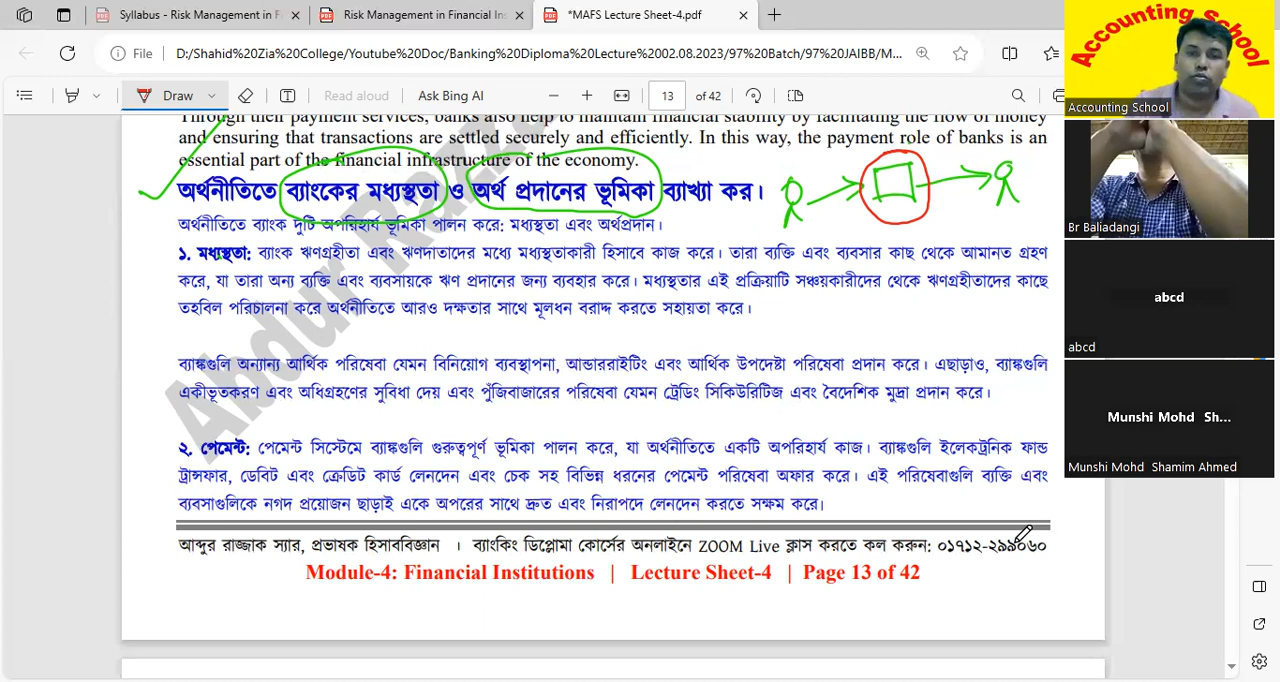 Syllabus - Risk Management in F
Risk Management in Financial Ins
*MAFS Lecture Sheet-4.pdf
File
D:/Shahid%20Zia%20College/Youtube%20Doc/Banking%20Diploma%20Lecture%2002.08.2023/97%20Batch/97%20JAIBB/M...
Draw
Read aloud
Ask Bing AI
13 of 42
Through their payment services, banks also help to maintain financial stability by facilitating the flow of money
and ensuring that transactions are settled securely and efficiently. In this way, the payment role of banks is an
essential part of the financial infrastructure of the economy.
অর্থনীতিতে ব্যাংকের মধ্যস্থতা ও অর্থ প্রদানের ভূমিকা ব্যাখ্যা কর।
অর্থনীতিতে ব্যাংক দুটি অপরিহার্য ভূমিকা পালন করে: মধ্যস্থতা এবং অর্থপ্রদান।
১. মধ্যস্থতা: ব্যাংক ঋণগ্রহীতা এবং ঋণদাতাদের মধ্যে মধ্যস্থতাকারী হিসাবে কাজ করে। তারা ব্যক্তি এবং ব্যবসার কাছ থেকে আমানত গ্রহণ
করে, যা তারা অন্য ব্যক্তি এবং ব্যবসায়কে ঋণ প্রদানের জন্য ব্যবহার করে। মধ্যস্থতার এই প্রক্রিয়াটি সঞ্চয়কারীদের থেকে ঋণগ্রহীতাদের কাছে
তহবিল পরিচালনা করে অর্থনীতিতে আরও দক্ষতার সাথে মূলধন বরাদ্দ করতে সহায়তা করে।
ব্যাঙ্কগুলি অন্যান্য আর্থিক পরিষেবা যেমন বিনিয়োগ ব্যবস্থাপনা, আন্ডাররাইটিং এবং আর্থিক উপদেষ্টা পরিষেবা প্রদান করে। এছাড়াও, ব্যাঙ্কগুলি
একীভূতকরণ এবং অধিগ্রহণের সুবিধা দেয় এবং পুঁজিবাজারের পরিষেবা যেমন ট্রেডিং সিকিউরিটিজ এবং বৈদেশিক মুদ্রা প্রদান করে।
২. পেমেন্ট: পেমেন্ট সিস্টেমে ব্যাঙ্কগুলি গুরুত্বপূর্ণ ভূমিকা পালন করে, যা অর্থনীতিতে একটি অপরিহার্য কাজ। ব্যাঙ্কগুলি ইলেকট্রনিক ফান্ড
ট্রান্সফার, ডেবিট এবং ক্রেডিট কার্ড লেনদেন এবং চেক সহ বিভিন্ন ধরনের পেমেন্ট পরিষেবা অফার করে। এই পরিষেবাগুলি ব্যক্তি এবং
ব্যবসাগুলিকে নগদ প্রয়োজন ছাড়াই একে অপরের সাথে দ্রুত এবং নিরাপদে লেনদেন করতে সক্ষম করে।
আব্দুর রাজ্জাক স্যার, প্রভাষক হিসাববিজ্ঞান । ব্যাংকিং ডিপ্লোমা কোর্সের অনলাইনে ZOOM Live ক্লাস করতে কল করুন: ০১৭১২-২৯৯০৬০
Module-4: Financial Institutions | Lecture Sheet-4 | Page 13 of 42
Accounting School
Accounting School
Br Baliadangi
abcd
abcd
Munshi Mohd Sh...
Munshi Mohd Shamim Ahmed